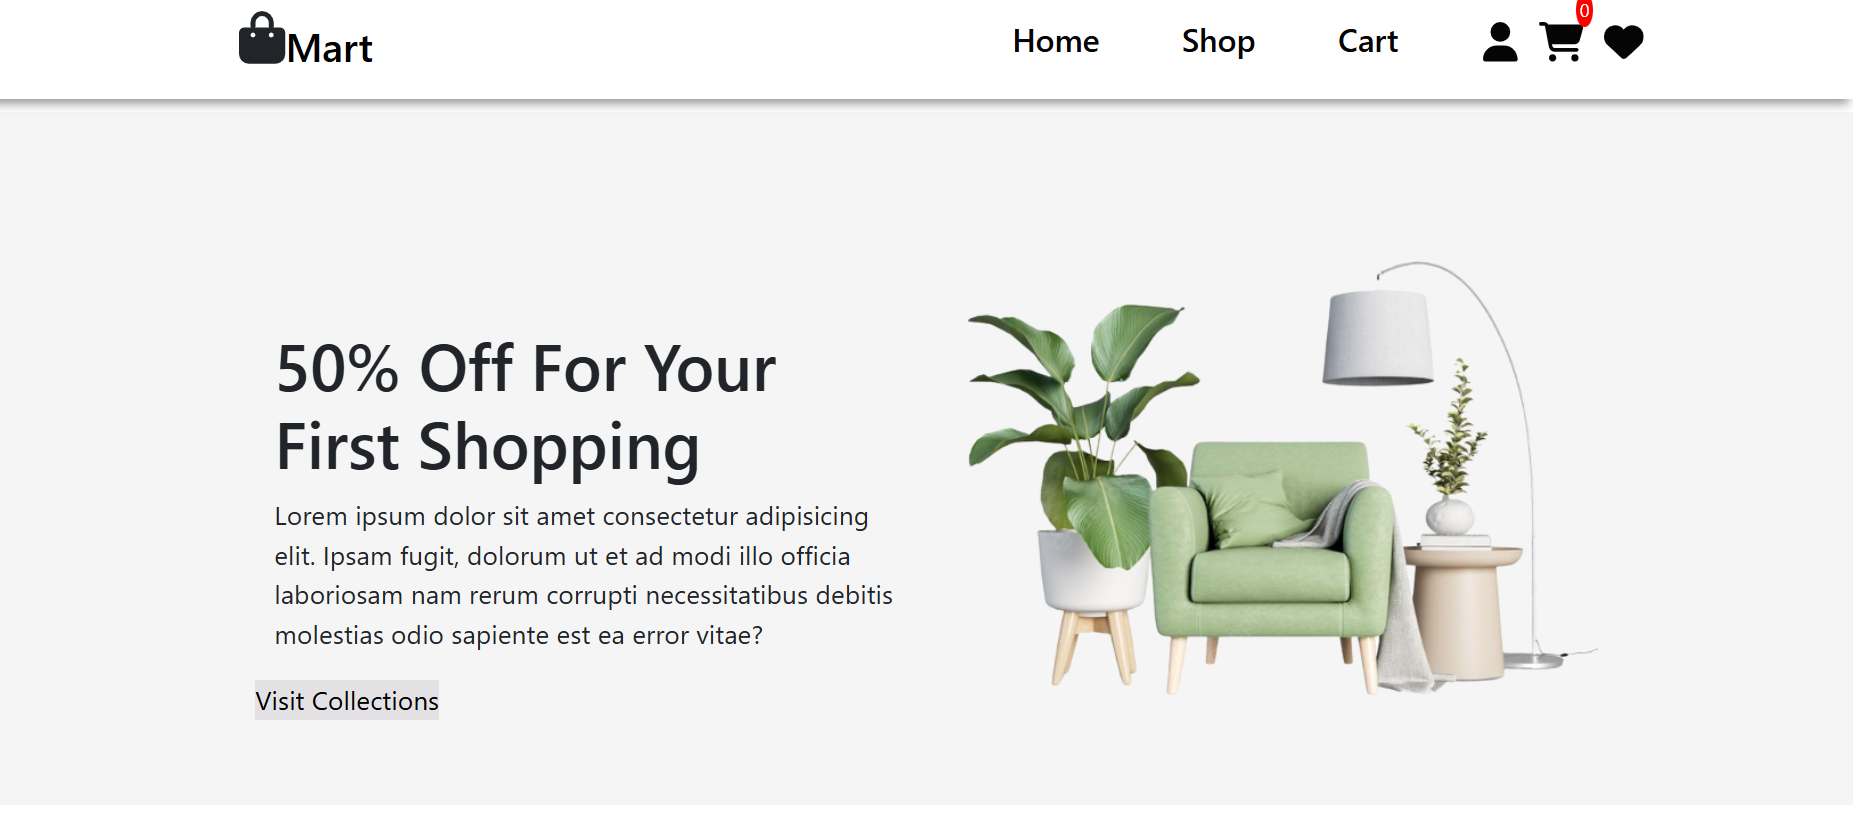 Mart
Home Shop Cart 0
50% Off For Your
First Shopping
Lorem ipsum dolor sit amet consectetur adipisicing
elit. Ipsam fugit, dolorum ut et ad modi illo officia
laboriosam nam rerum corrupti necessitatibus debitis
molestias odio sapiente est ea error vitae?
Visit Collections